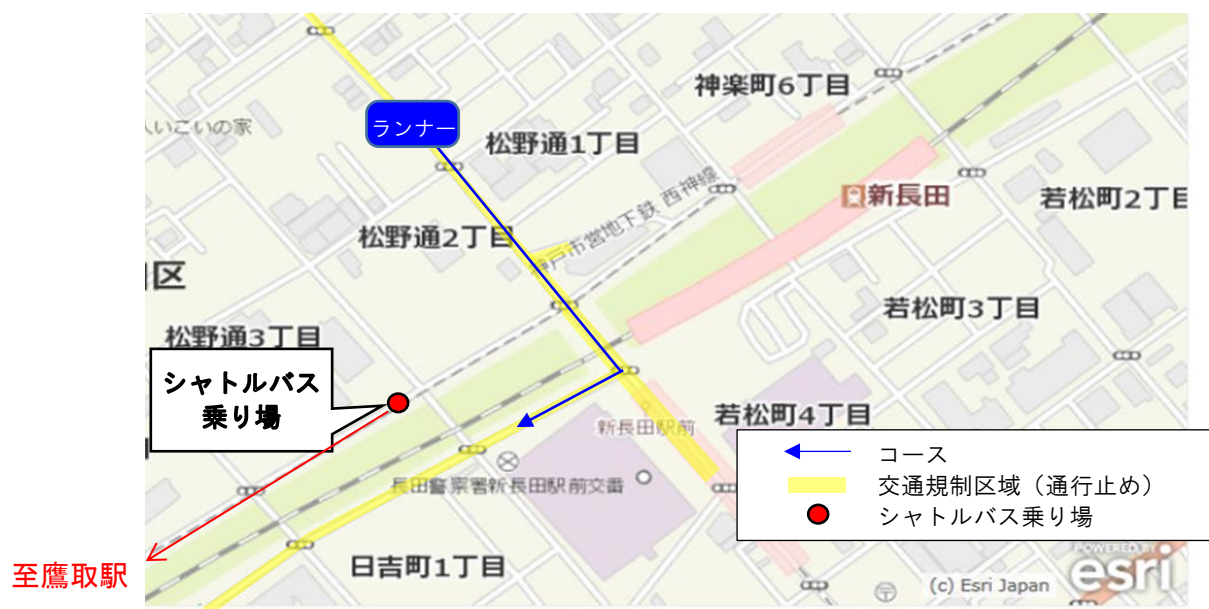 神楽町6丁目
いこいの家
ランナー
松野通1丁目
新長田
若松町2丁目
松野通2丁目
神戸市営地下鉄 西神線
区
若松町3丁目
松野通3丁目
シャトルバス
乗り場
若松町4丁目
新長田駅前
コース
長田警察署新長田駅前交番
交通規制区域（通行止め）
シャトルバス乗り場
至鷹取駅
日吉町1丁目
(c) Esri Japan
POWERED BY
esri